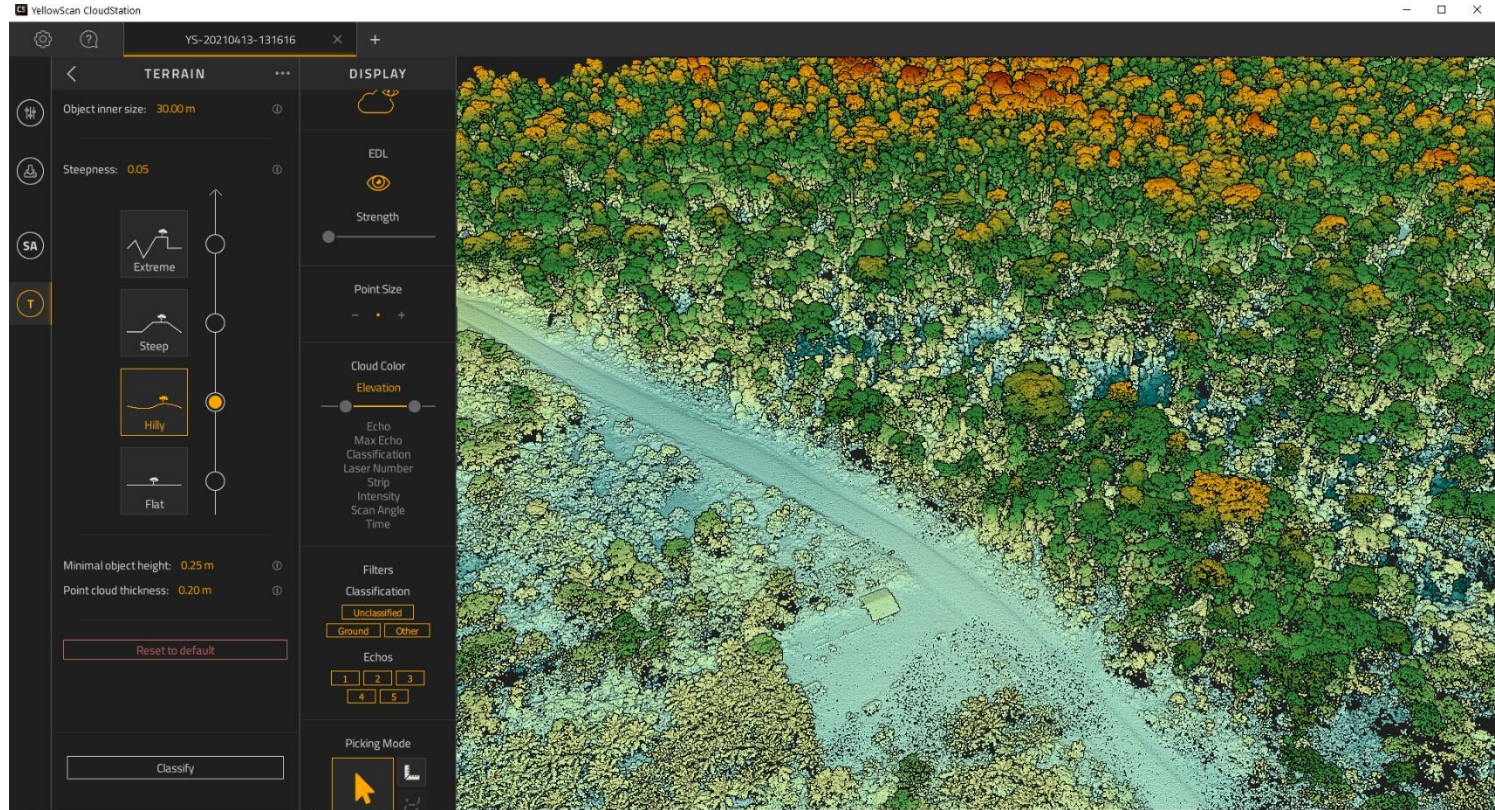 CS YellowScan CloudStation
YS-20210413-131616
TERRAIN
Object inner size: 30.00 m
Steepness: 0.05
Extreme
Steep
Hilly
Flat
Minimal object height: 0.25 m
Point cloud thickness: 0.20 m
Reset to default
Classify
SA
T
DISPLAY
EDL
Strength
Point Size
Cloud Color
Elevation
Echo
Max Echo
Classification
Laser Number
Strip
Intensity
Scan Angle
Time
Filters
Classification
Unclassified
Ground Other
Echos
1 2 3
4 5
Picking Mode